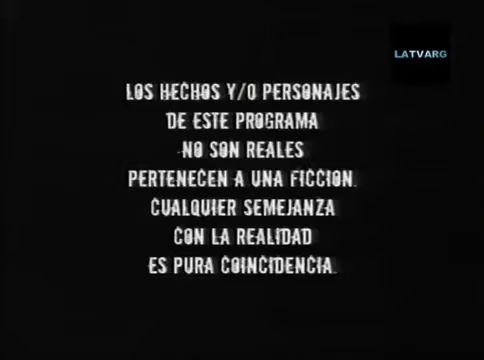 LATVARG
LOS HECHOS Y/O PERSONAJES
DE ESTE PROGRAMA
NO SON REALES
PERTENECEN A UNA FICCION.
CUALQUIER SEMEJANZA
CON LA REALIDAD
ES PURA COINCIDENCIA.